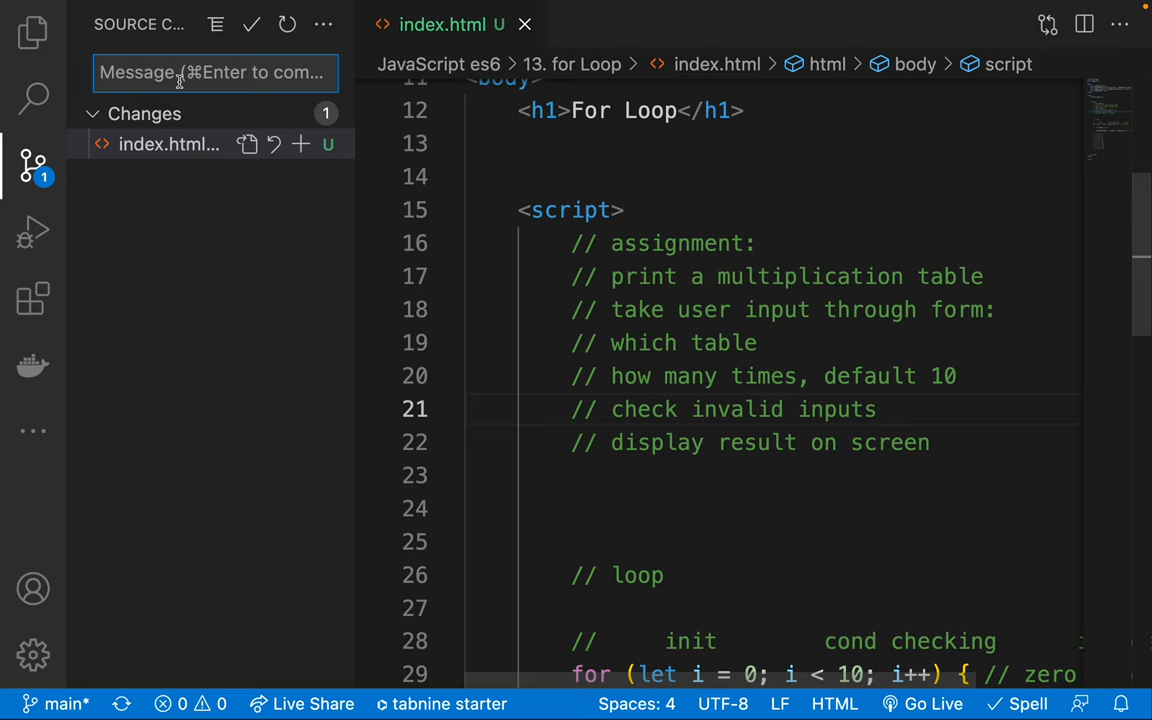 SOURCE C...
Message (⌘Enter to com...
Changes
1
index.html...
U
1
index.html U
JavaScript es6 > 13. for Loop > index.html > html > body > script
11 <body>
12 <h1>For Loop</h1>
13
14
15 <script>
16 // assignment:
17 // print a multiplication table
18 // take user input through form:
19 // which table
20 // how many times, default 10
21 // check invalid inputs
22 // display result on screen
23
24
25
26 // loop
27
28 // init cond checking
29 for (let i = 0; i < 10; i++) { // zero
main* 0 0 Live Share tabnine starter Spaces: 4 UTF-8 LF HTML Go Live Spell